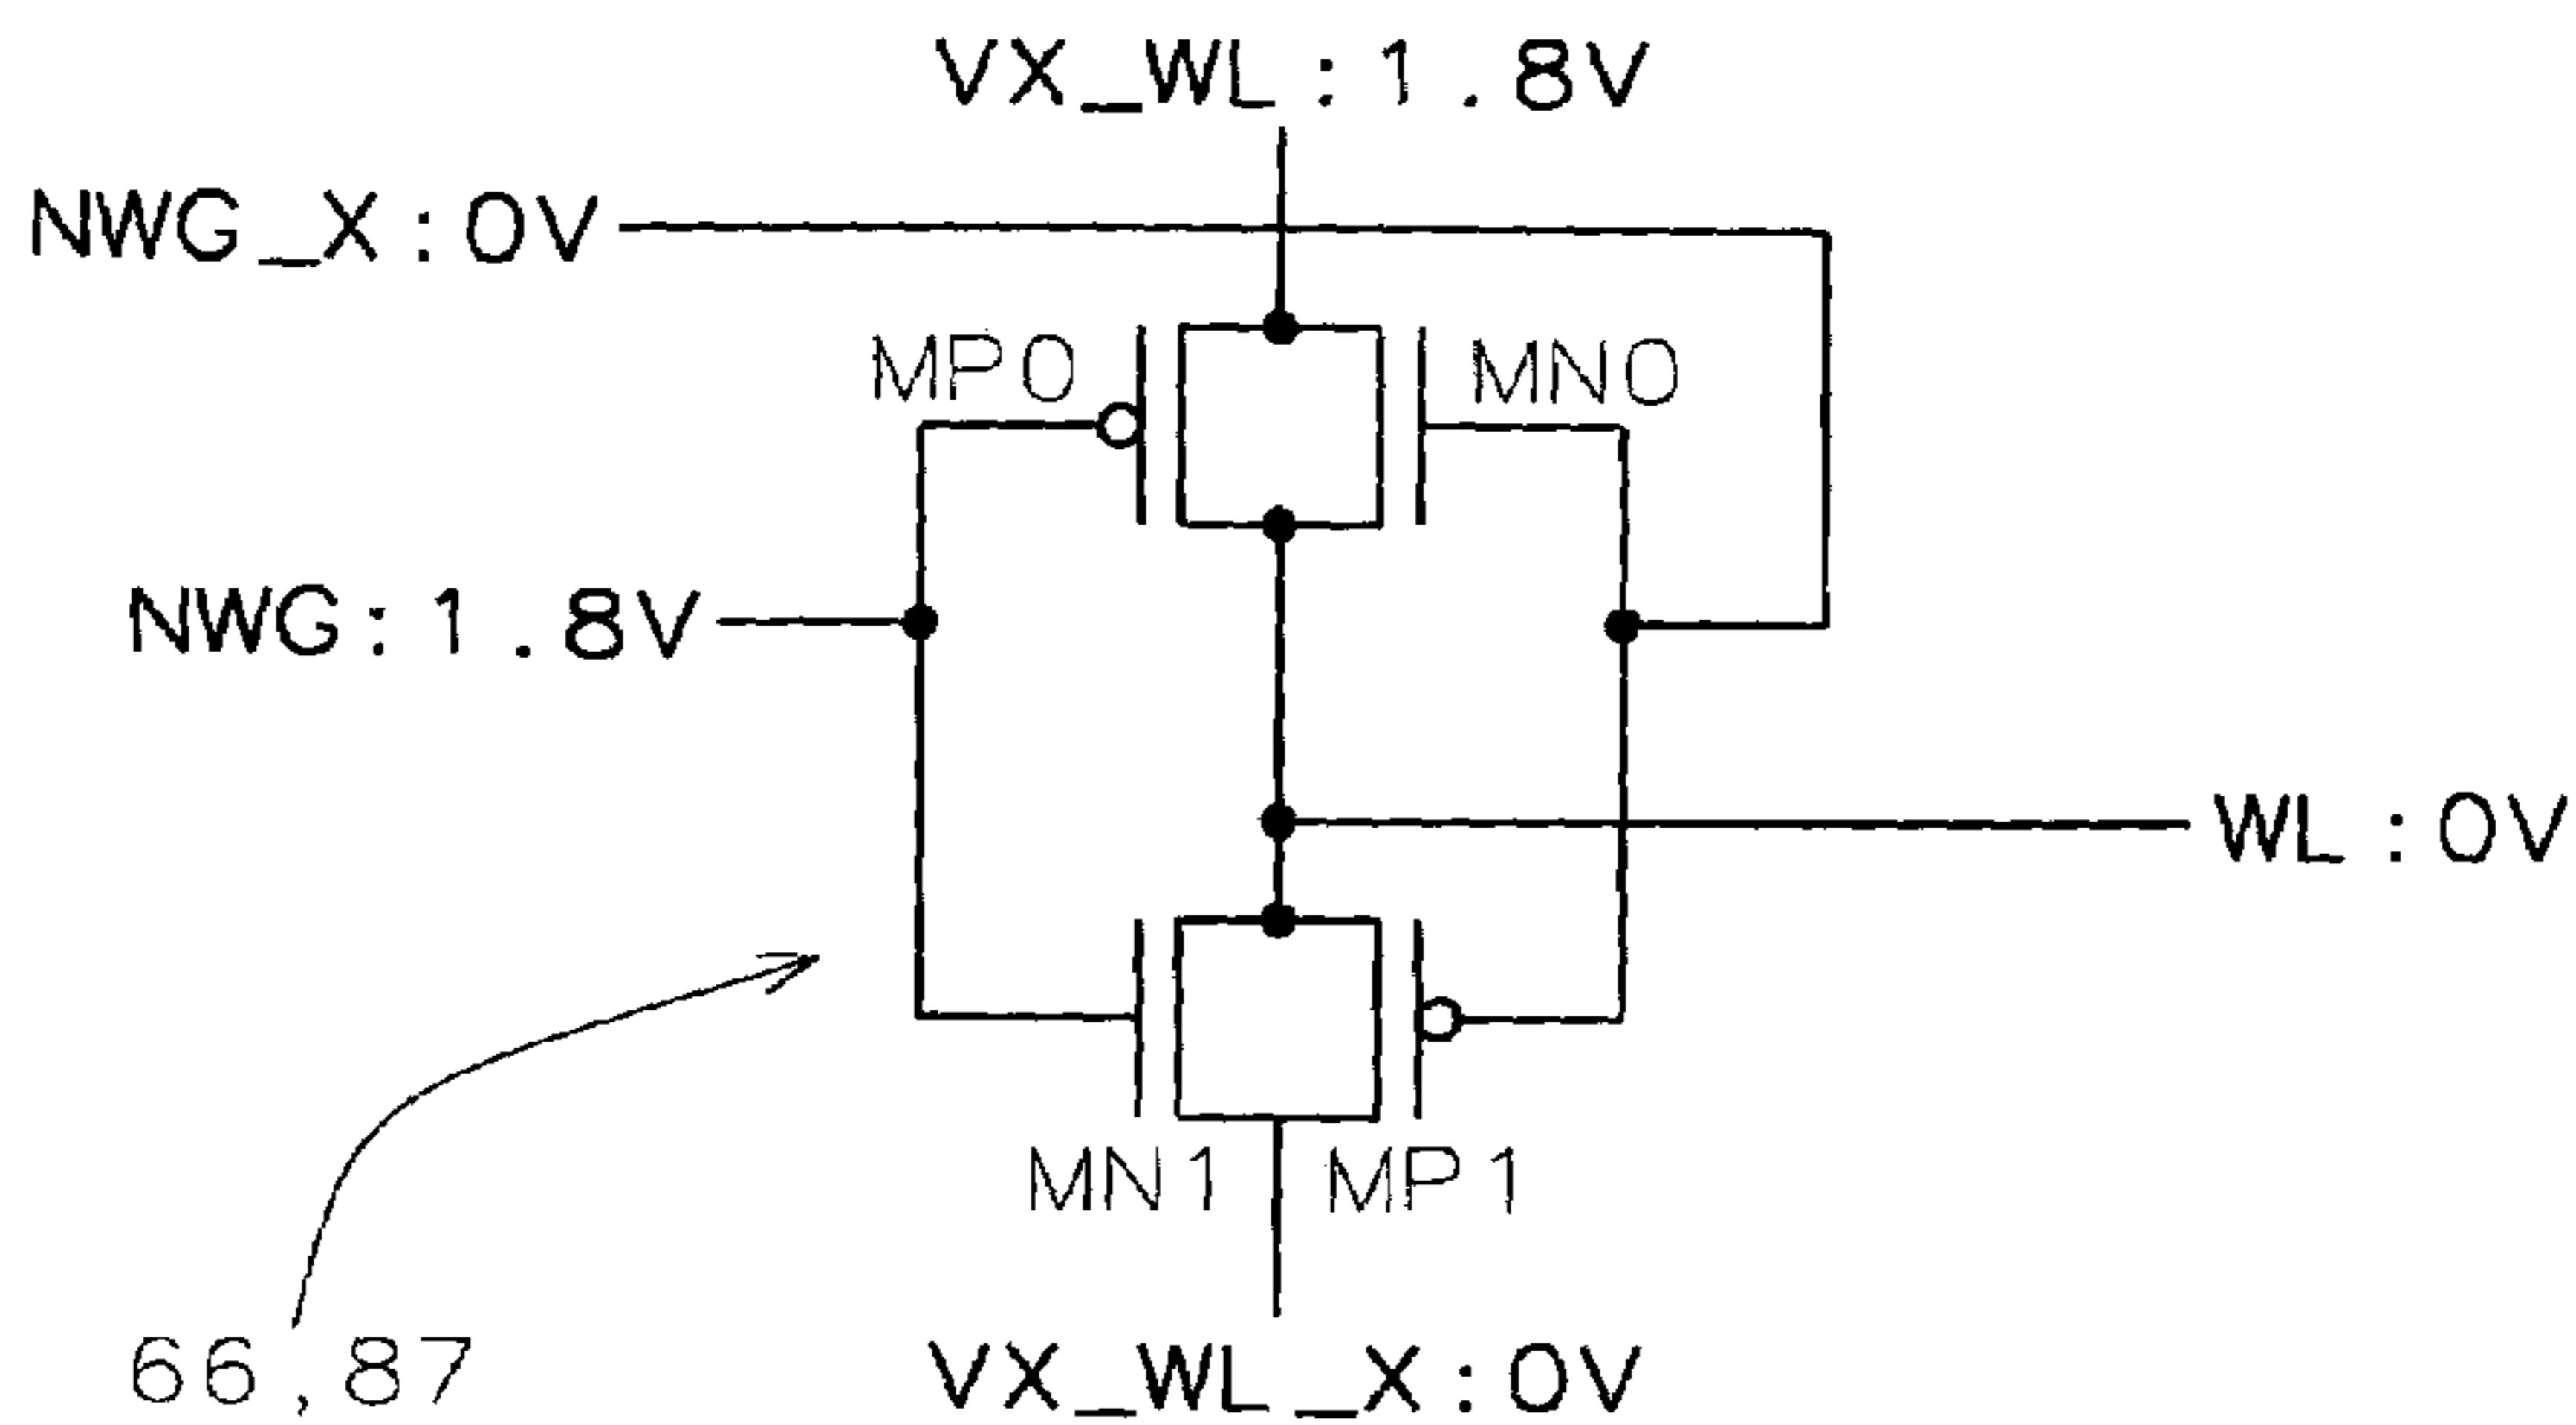 VX_WL:1.8V
NWG_X:0V
MP0
MN0
NWG:1.8V
WL:0V
MN1
MP1
66,87
VX_WL_X:0V